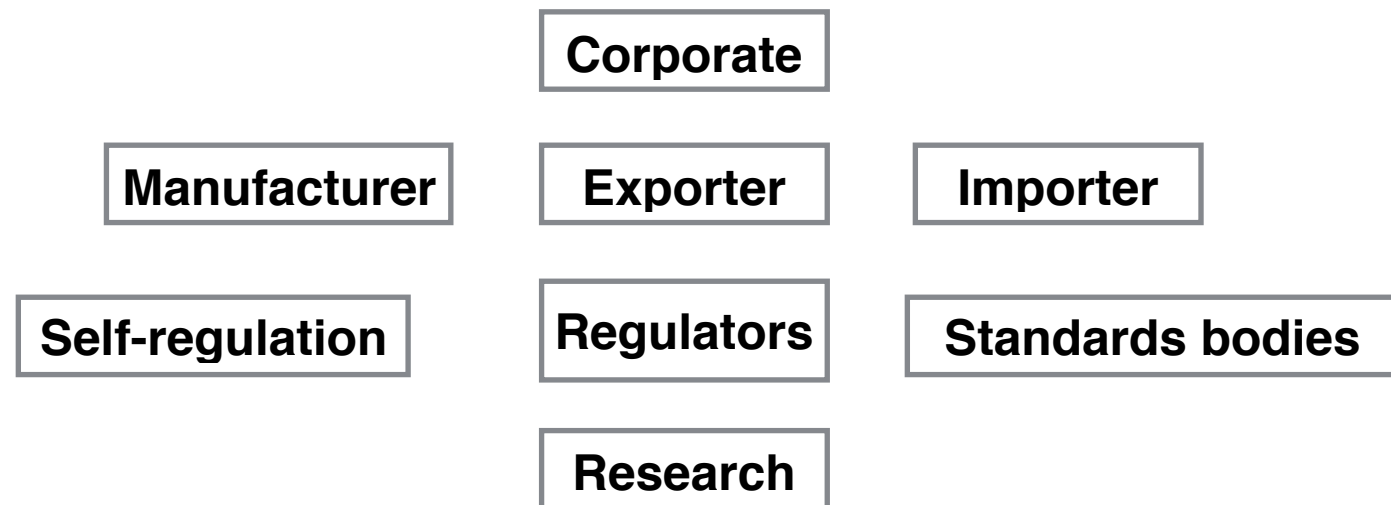 Corporate
Manufacturer Exporter Importer
Self-regulation Regulators Standards bodies
Research